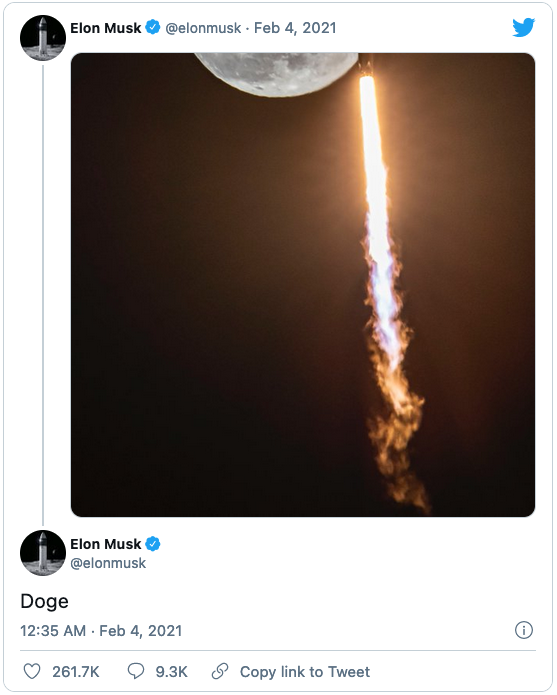 Elon Musk @elonmusk · Feb 4, 2021
Elon Musk
@elonmusk
Doge
12:35 AM · Feb 4, 2021
261.7K 9.3K Copy link to Tweet